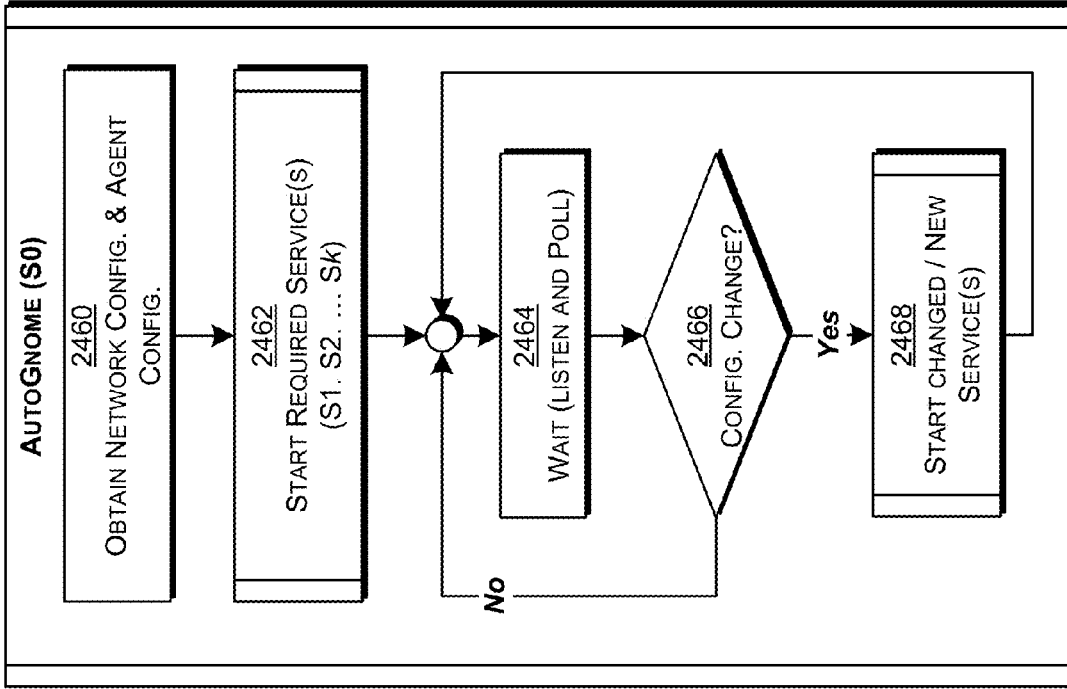 AUTOGNOME (S0)
2460
OBTAIN NETWORK CONFIG. & AGENT
CONFIG.
2462
START REQUIRED SERVICE(S)
(S1. S2. ... Sk)
2464
WAIT (LISTEN AND POLL)
2466
CONFIG. CHANGE?
No
Yes
2468
START CHANGED / NEW
SERVICE(S)